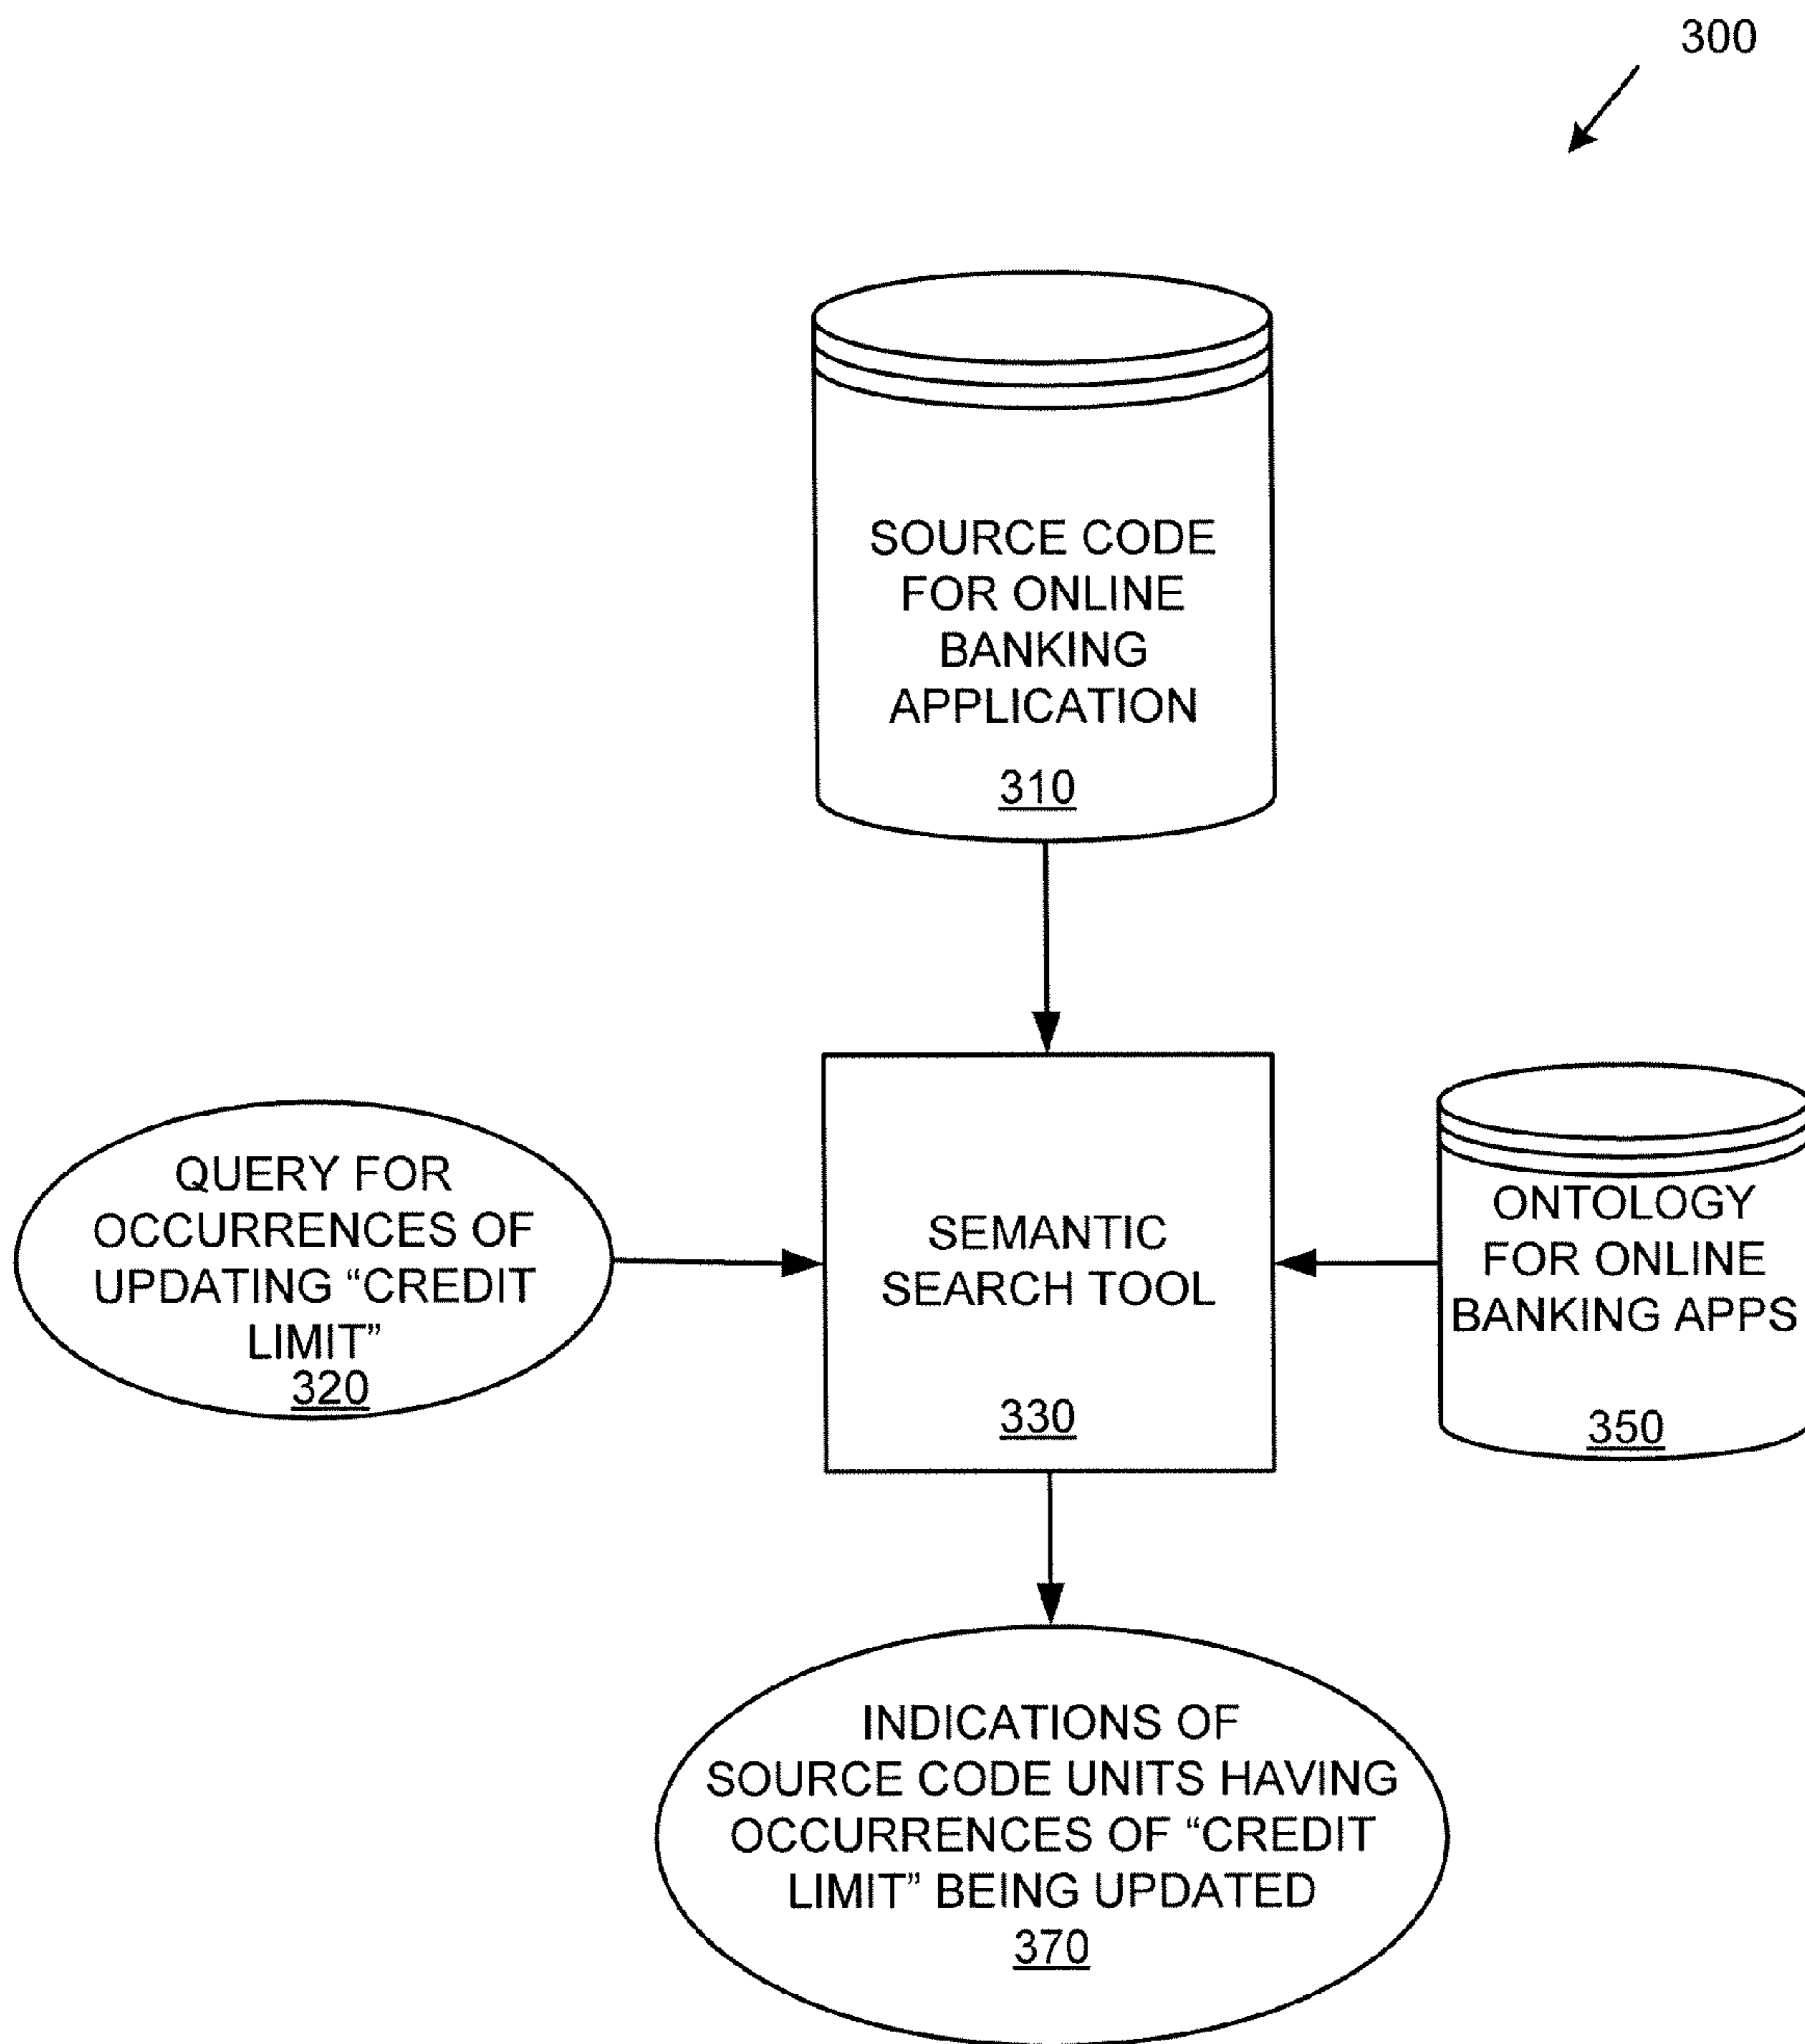 300
SOURCE CODE
FOR ONLINE
BANKING
APPLICATION
310
QUERY FOR
OCCURRENCES OF
UPDATING “CREDIT
LIMIT”
320
SEMANTIC
SEARCH TOOL
330
ONTOLOGY
FOR ONLINE
BANKING APPS
350
INDICATIONS OF
SOURCE CODE UNITS HAVING
OCCURRENCES OF “CREDIT
LIMIT” BEING UPDATED
370